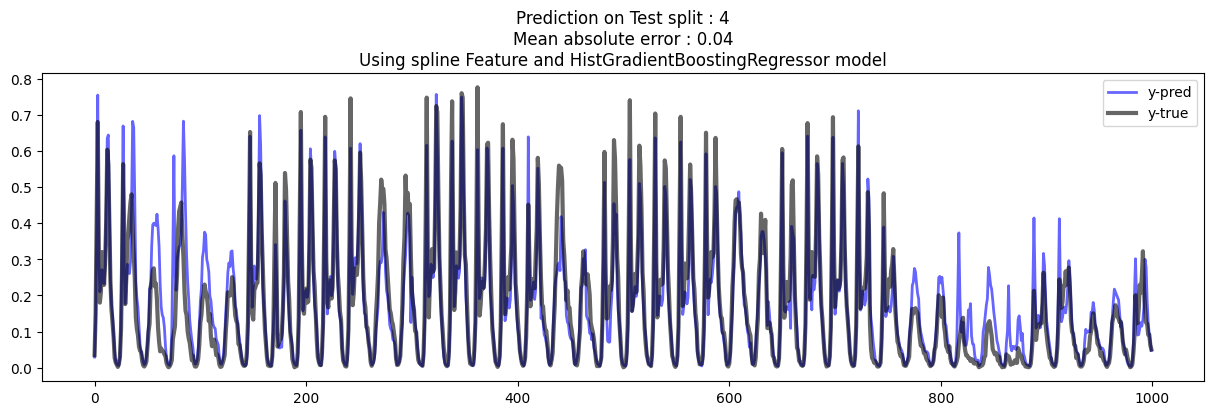 Prediction on Test split : 4
Mean absolute error : 0.04
Using spline Feature and HistGradientBoostingRegressor model
y-pred
y-true
0.8
0.7
0.6
0.5
0.4
0.3
0.2
0.1
0.0
0 200 400 600 800 1000